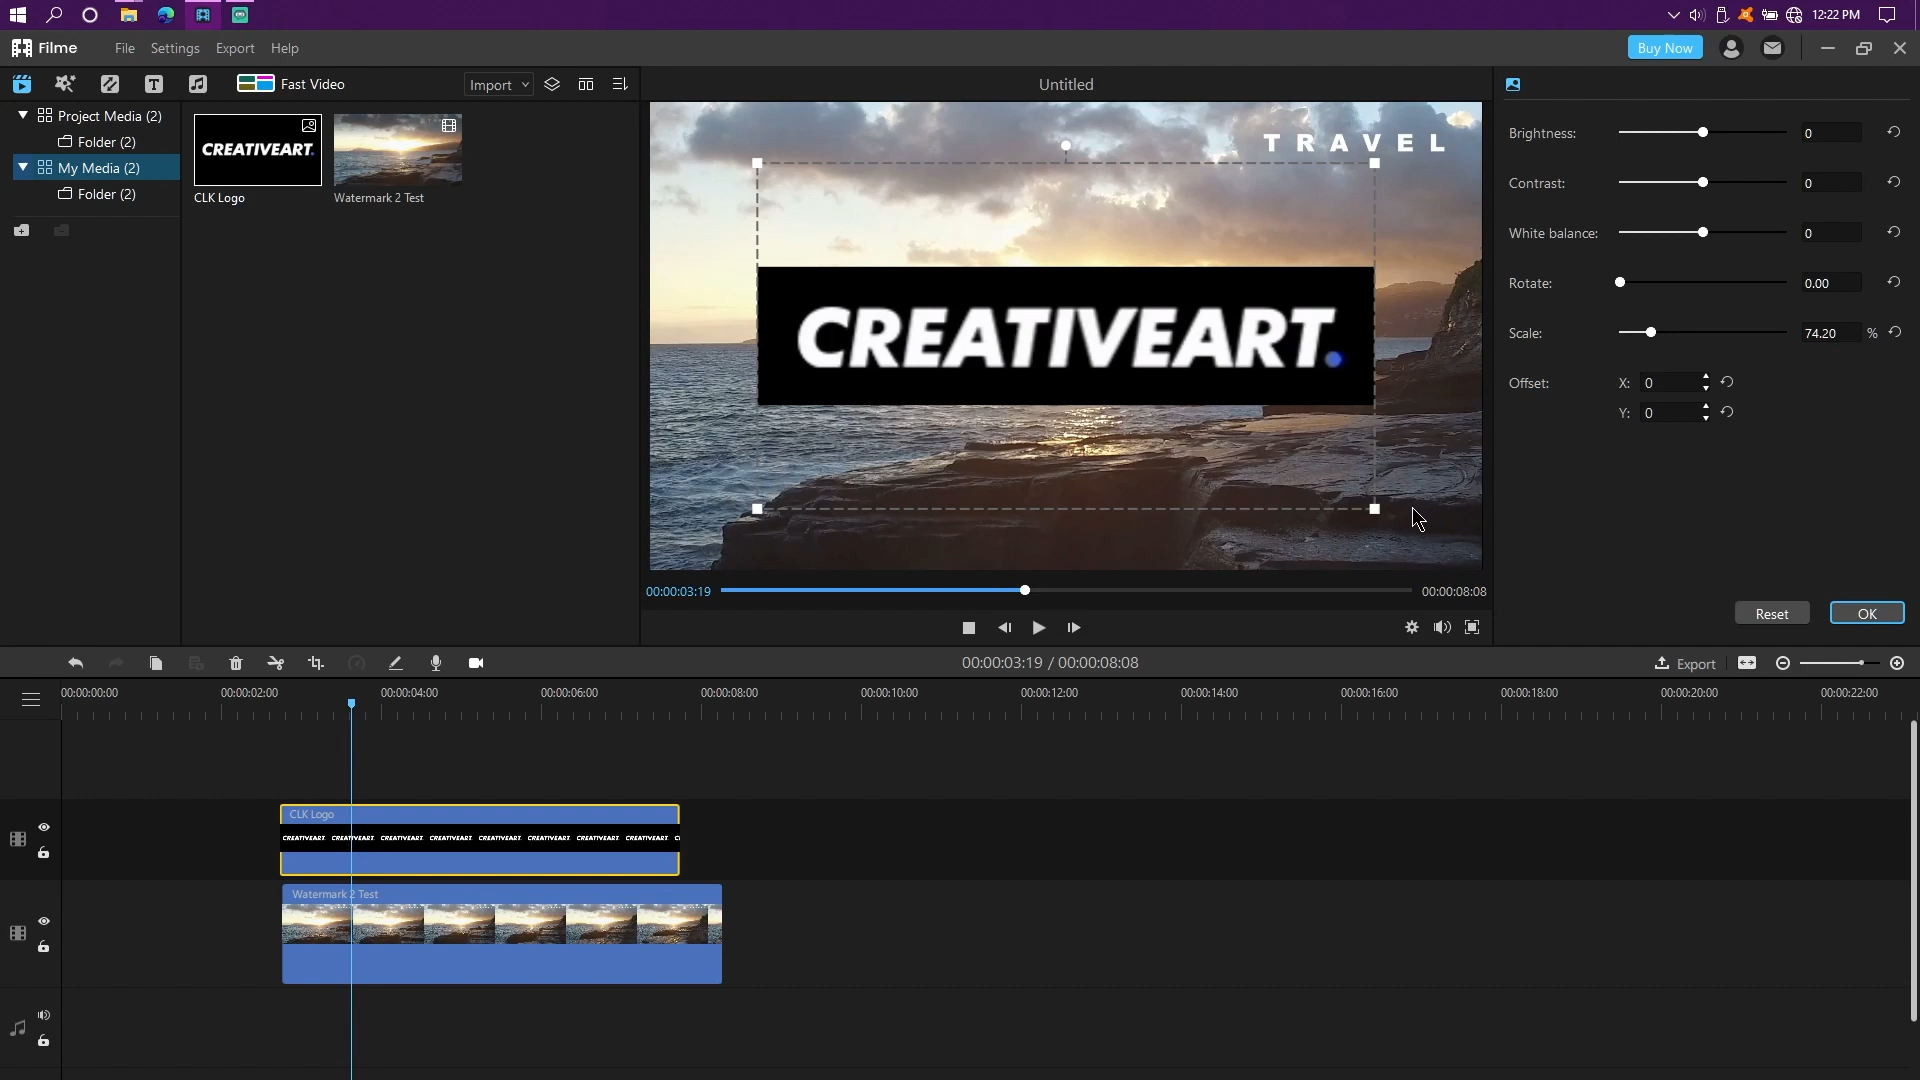 12:22 PM
Filme
File Settings Export Help
Buy Now
Fast Video
Import
Untitled
Project Media (2)
Folder (2)
My Media (2)
Folder (2)
CREATIVEART.
CLK Logo
Watermark 2 Test
TRAVEL
CREATIVEART.
Brightness: 0
Contrast: 0
White balance: 0
Rotate: 0.00
Scale: 74.20 %
Offset: X: 0
Y: 0
00:00:03:19
00:00:08:08
Reset
OK
00:00:03:19 / 00:00:08:08
Export
00:00:00:00
00:00:02:00
00:00:04:00
00:00:06:00
00:00:08:00
00:00:10:00
00:00:12:00
00:00:14:00
00:00:16:00
00:00:18:00
00:00:20:00
00:00:22:00
CLK Logo
CREATIVEART. CREATIVEART. CREATIVEART. CREATIVEART. CREATIVEART. CREATIVEART. CREATIVEART. CREATIVEART. C
Watermark 2 Test